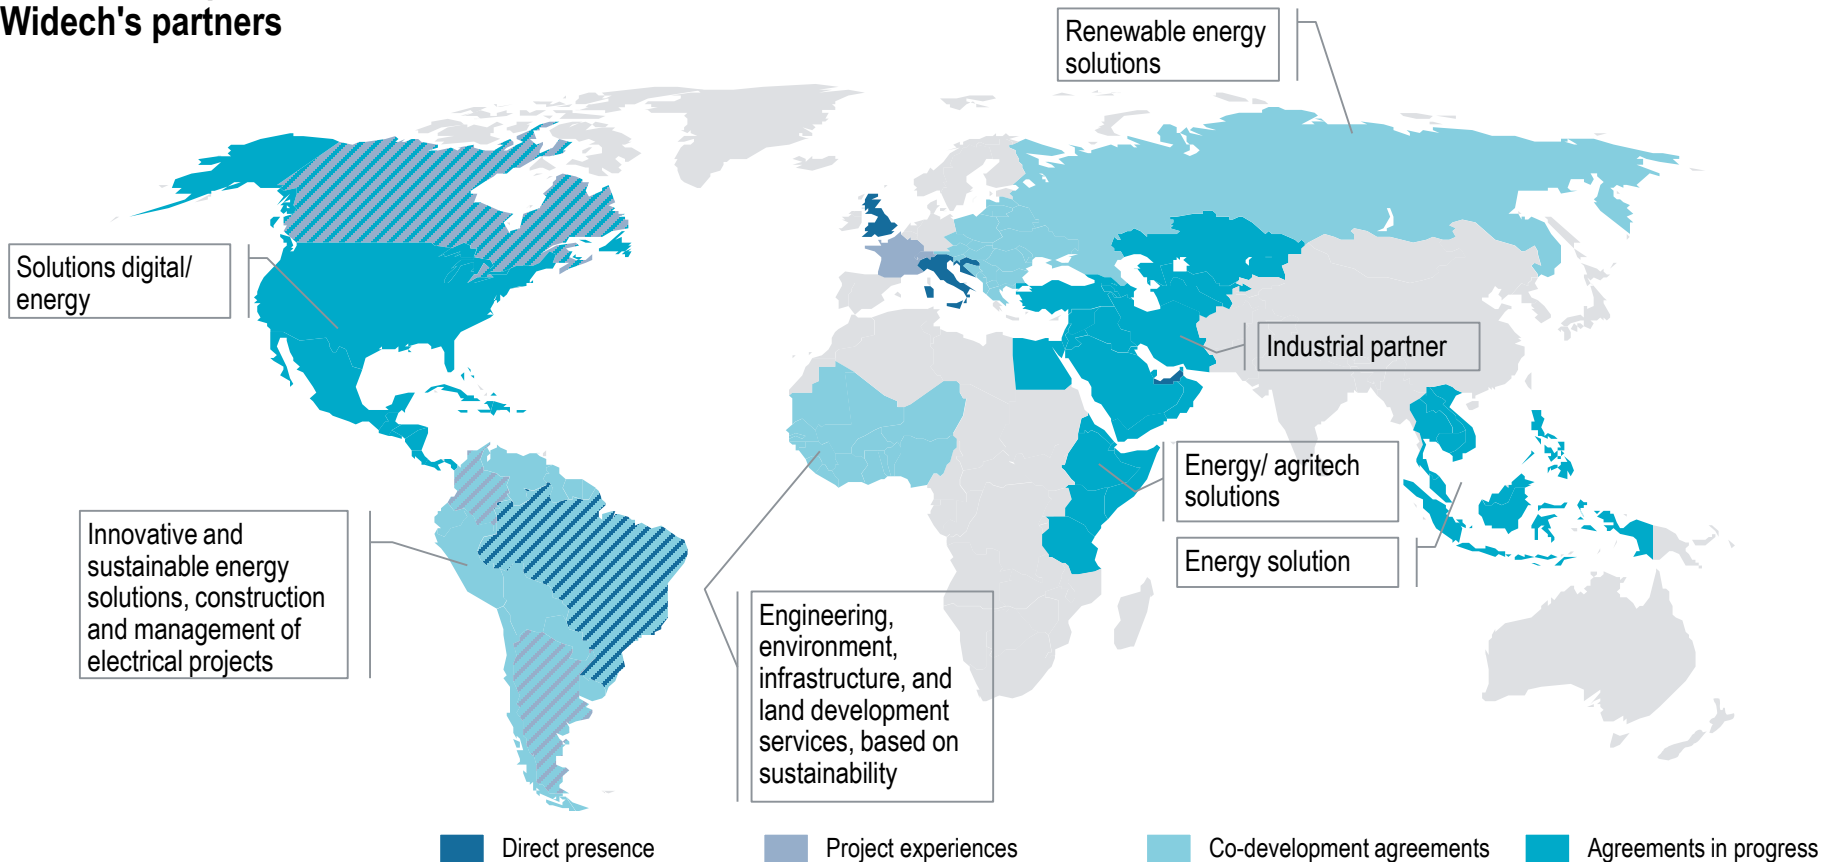 Widech's partners
Renewable energy
solutions
Solutions digital/
energy
Industrial partner
Energy/ agritech
solutions
Energy solution
Innovative and
sustainable energy
solutions, construction
and management of
electrical projects
Engineering,
environment,
infrastructure, and
land development
services, based on
sustainability
Direct presence
Project experiences
Co-development agreements
Agreements in progress